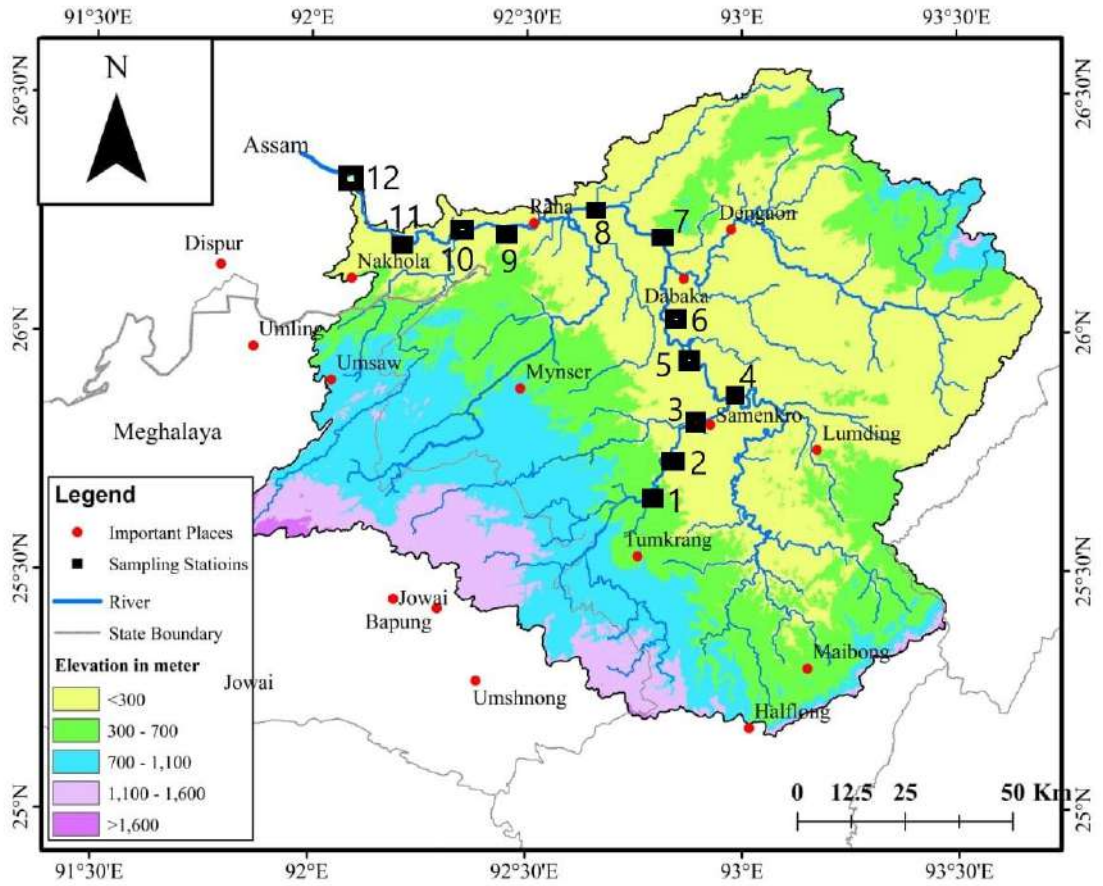 91°30'E 92°0'E 92°30'E 93°0'E 93°30'E
N
26°30'N 26°30'N
Assam
12
11
Raha
7
8
Dengaon
10 9
Dispur
Nakhola
Dabaka
26°N 26°N
Umling
6
5
Umsaw
Mynser
4
3
Samenkro
Meghalaya
Lumding
2
1
Tumkrang
25°30'N 25°30'N
Legend
Important Places
Sampling Statioins
River
State Boundary
Elevation in meter
<300
300 - 700
700 - 1,100
1,100 - 1,600
>1,600
Jowai
Bapung
Jowai
Umshnong
Maibong
Halflong
0 12.5 25 50 Km
25°N 25°N
91°30'E 92°0'E 92°30'E 93°0'E 93°30'E